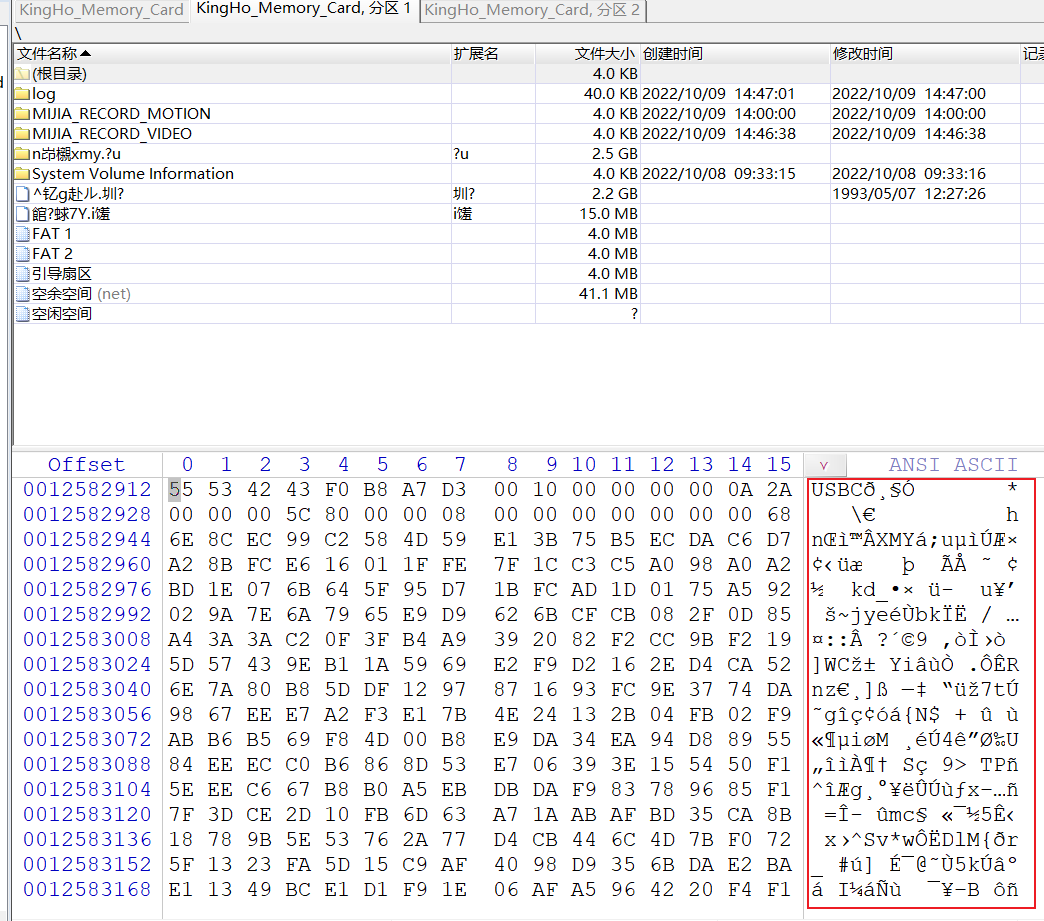 KingHo_Memory_Card KingHo_Memory_Card, 分区 1 KingHo_Memory_Card, 分区 2
\
文件名称 扩展名 文件大小 创建时间 修改时间
(根目录) 4.0 KB
log 40.0 KB 2022/10/09 14:47:01 2022/10/09 14:47:00
MIJIA_RECORD_MOTION 4.0 KB 2022/10/09 14:00:00 2022/10/09 14:00:00
MIJIA_RECORD_VIDEO 4.0 KB 2022/10/09 14:46:38 2022/10/09 14:46:38
n峁櫬xmy.?u ?u 2.5 GB
System Volume Information 4.0 KB 2022/10/08 09:33:15 2022/10/08 09:33:16
^钇g赴ル.圳? 圳? 2.2 GB 1993/05/07 12:27:26
館?蛷7Y.i馐 15.0 MB
FAT 1 4.0 MB
FAT 2 4.0 MB
引导扇区 4.0 MB
空余空间 (net) 41.1 MB
空闲空间 ?
Offset 0 1 2 3 4 5 6 7 8 9 10 11 12 13 14 15 ANSI ASCII
0012582912 55 53 42 43 F0 B8 A7 D3 00 10 00 00 00 00 0A 2A USBCð¸§Ó *
0012582928 00 00 00 5C 80 00 00 08 00 00 00 00 00 00 00 68 \€ h
0012582944 6E 8C EC 99 C2 58 4D 59 E1 3B 75 B5 EC DA C6 D7 nŒì™ÂXMYá;uµìÚÆ×
0012582960 A2 8B FC E6 16 01 1F FE 7F 1C C3 C5 A0 98 A0 A2 ¢‹üæ þ ÃÅ ˜ ¢
0012582976 BD 1E 07 6B 64 5F 95 D7 1B FC AD 1D 01 75 A5 92 ½ kd_•× ü- u¥’
0012582992 02 9A 7E 6A 79 65 E9 D9 62 6B CF CB 08 2F 0D 85 š~jyeéÙbkÏË / …
0012583008 A4 3A 3A C2 0F 3F B4 A9 39 20 82 F2 CC 9B F2 19 ¤::Â ?´©9 ‚òÌ›ò
0012583024 5D 57 43 9E B1 1A 59 69 E2 F9 D2 16 2E D4 CA 52 ]WCž± YiâùÒ .ÔÊR
0012583040 6E 7A 80 B8 5D DF 12 97 87 16 93 FC 9E 37 74 DA nz€¸]ß —‡ “üž7tÚ
0012583056 98 67 EE E7 A2 F3 E1 7B 4E 24 13 2B 04 FB 02 F9 ˜gîç¢óá{N$ + û ù
0012583072 AB B6 B5 69 F8 4D 00 B8 E9 DA 34 EA 94 D8 89 55 «¶µiøM ¸éÚ4ê”Ø‰U
0012583088 84 EE EC C0 B6 86 8D 53 E7 06 39 3E 15 54 50 F1 „îìÀ¶† Sç 9> TPñ
0012583104 5E EE C6 67 B8 B0 A5 EB DB DA F9 83 78 96 85 F1 ^îÆg¸°¥ëÛÚùƒx–…ñ
0012583120 7F 3D CE 2D 10 FB 6D 63 A7 1A AB AF BD 35 CA 8B =Î- ûmc§ «¯½5Ê‹
0012583136 18 78 9B 5E 53 76 2A 77 D4 CB 44 6C 4D 7B F0 72 x›^Sv*wÔËDlM{ðr
0012583152 5F 13 23 FA 5D 15 C9 AF 40 98 D9 35 6B DA E2 BA _ #ú] É¯@˜Ù5kÚâº
0012583168 E1 13 49 BC E1 D1 F9 1E 06 AF A5 96 42 20 F4 F1 á I¼áÑù ¯¥–B ôñ